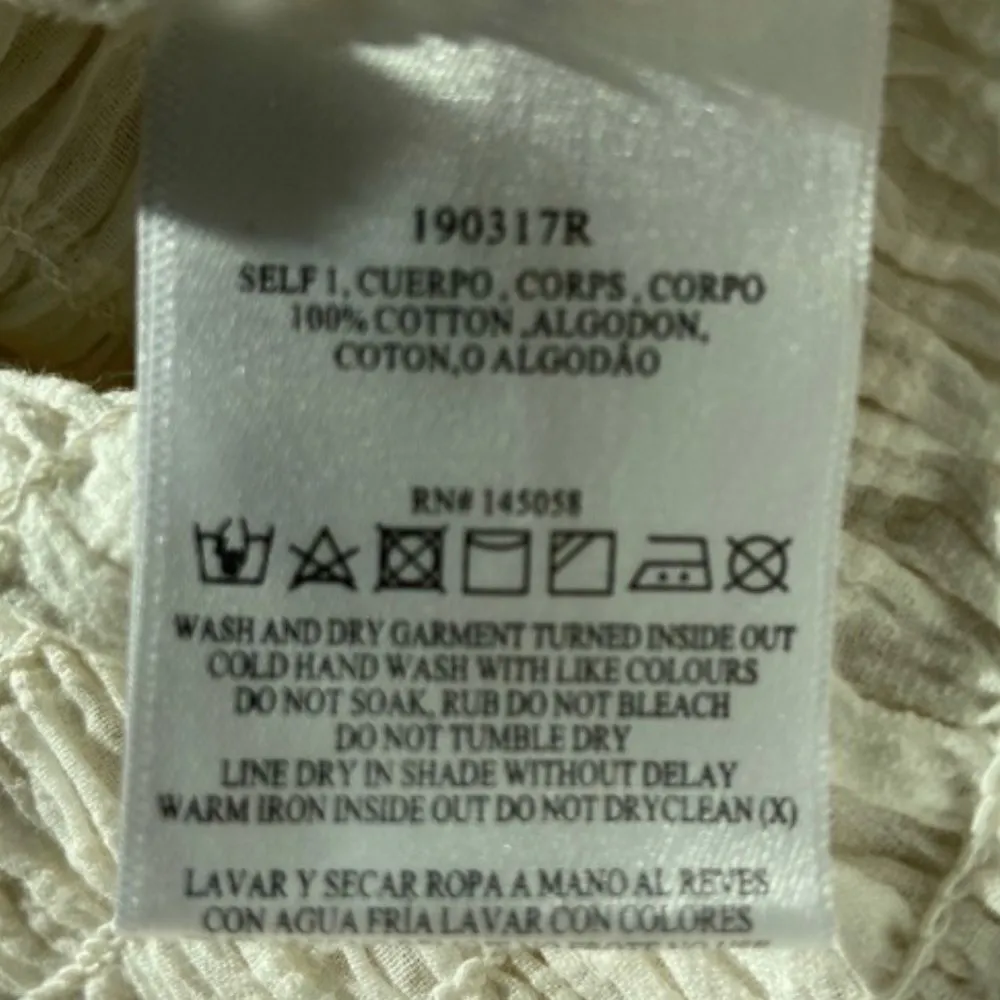 190317R
SELF 1, CUERPO , CORPS , CORPO
100% COTTON ,ALGODON,
COTON,O ALGODÃO
RN# 145058
WASH AND DRY GARMENT TURNED INSIDE OUT
COLD HAND WASH WITH LIKE COLOURS
DO NOT SOAK, RUB DO NOT BLEACH
DO NOT TUMBLE DRY
LINE DRY IN SHADE WITHOUT DELAY
WARM IRON INSIDE OUT DO NOT DRYCLEAN (X)
LAVAR Y SECAR ROPA A MANO AL REVES
CON AGUA FRÍA LAVAR CON COLORES